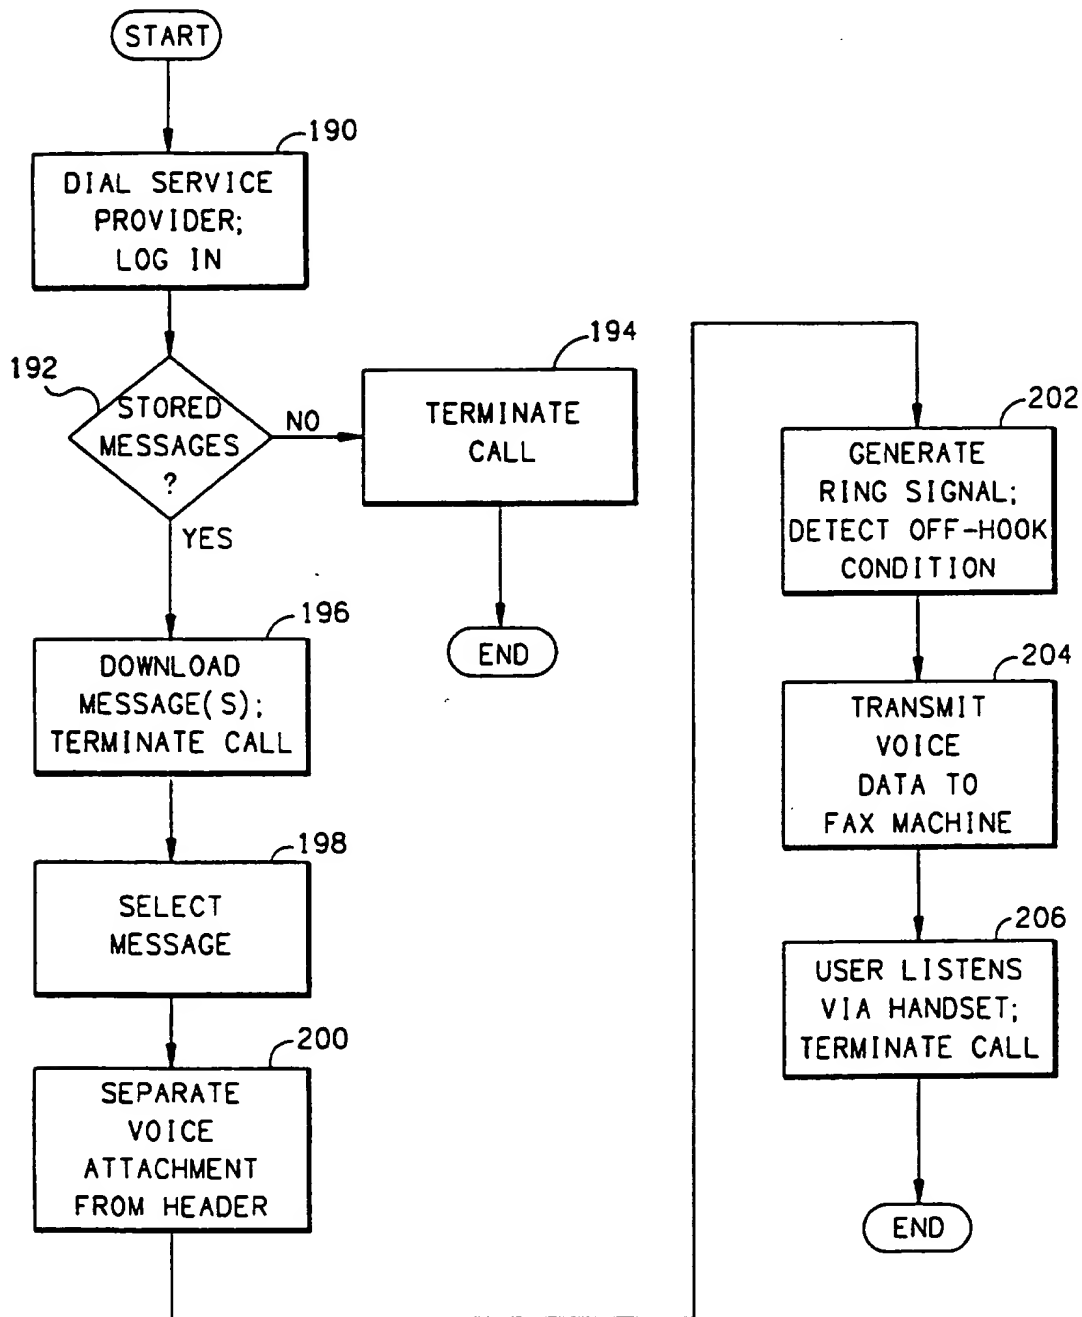 START
190
DIAL SERVICE
PROVIDER;
LOG IN
192
STORED
MESSAGES
?
NO
YES
194
TERMINATE
CALL
END
196
DOWNLOAD
MESSAGE(S);
TERMINATE CALL
198
SELECT
MESSAGE
200
SEPARATE
VOICE
ATTACHMENT
FROM HEADER
202
GENERATE
RING SIGNAL;
DETECT OFF-HOOK
CONDITION
204
TRANSMIT
VOICE
DATA TO
FAX MACHINE
206
USER LISTENS
VIA HANDSET;
TERMINATE CALL
END